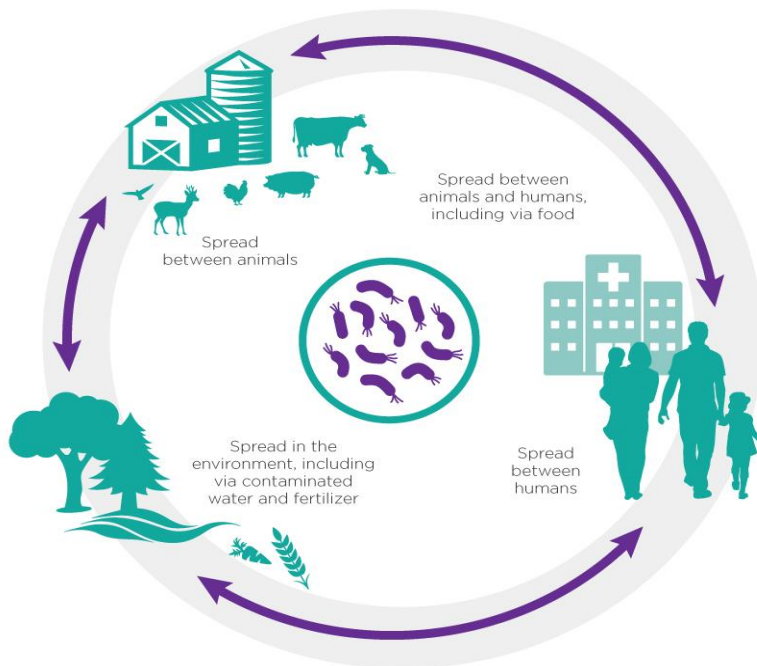 Spread between
animals and humans,
including via food
Spread
between animals
Spread in the
environment, including
via contaminated
water and fertilizer
Spread
between
humans